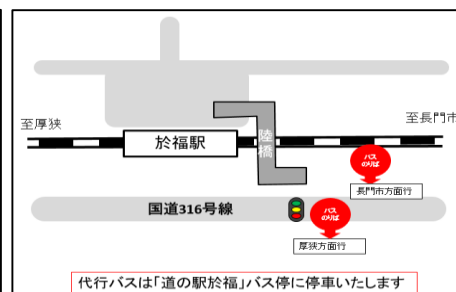 至厚狭
至長門市
於福駅
陸橋
バス
のりば
長門市方面行
国道316号線
バス
のりば
厚狭方面行
代行バスは「道の駅於福」バス停に停車いたします